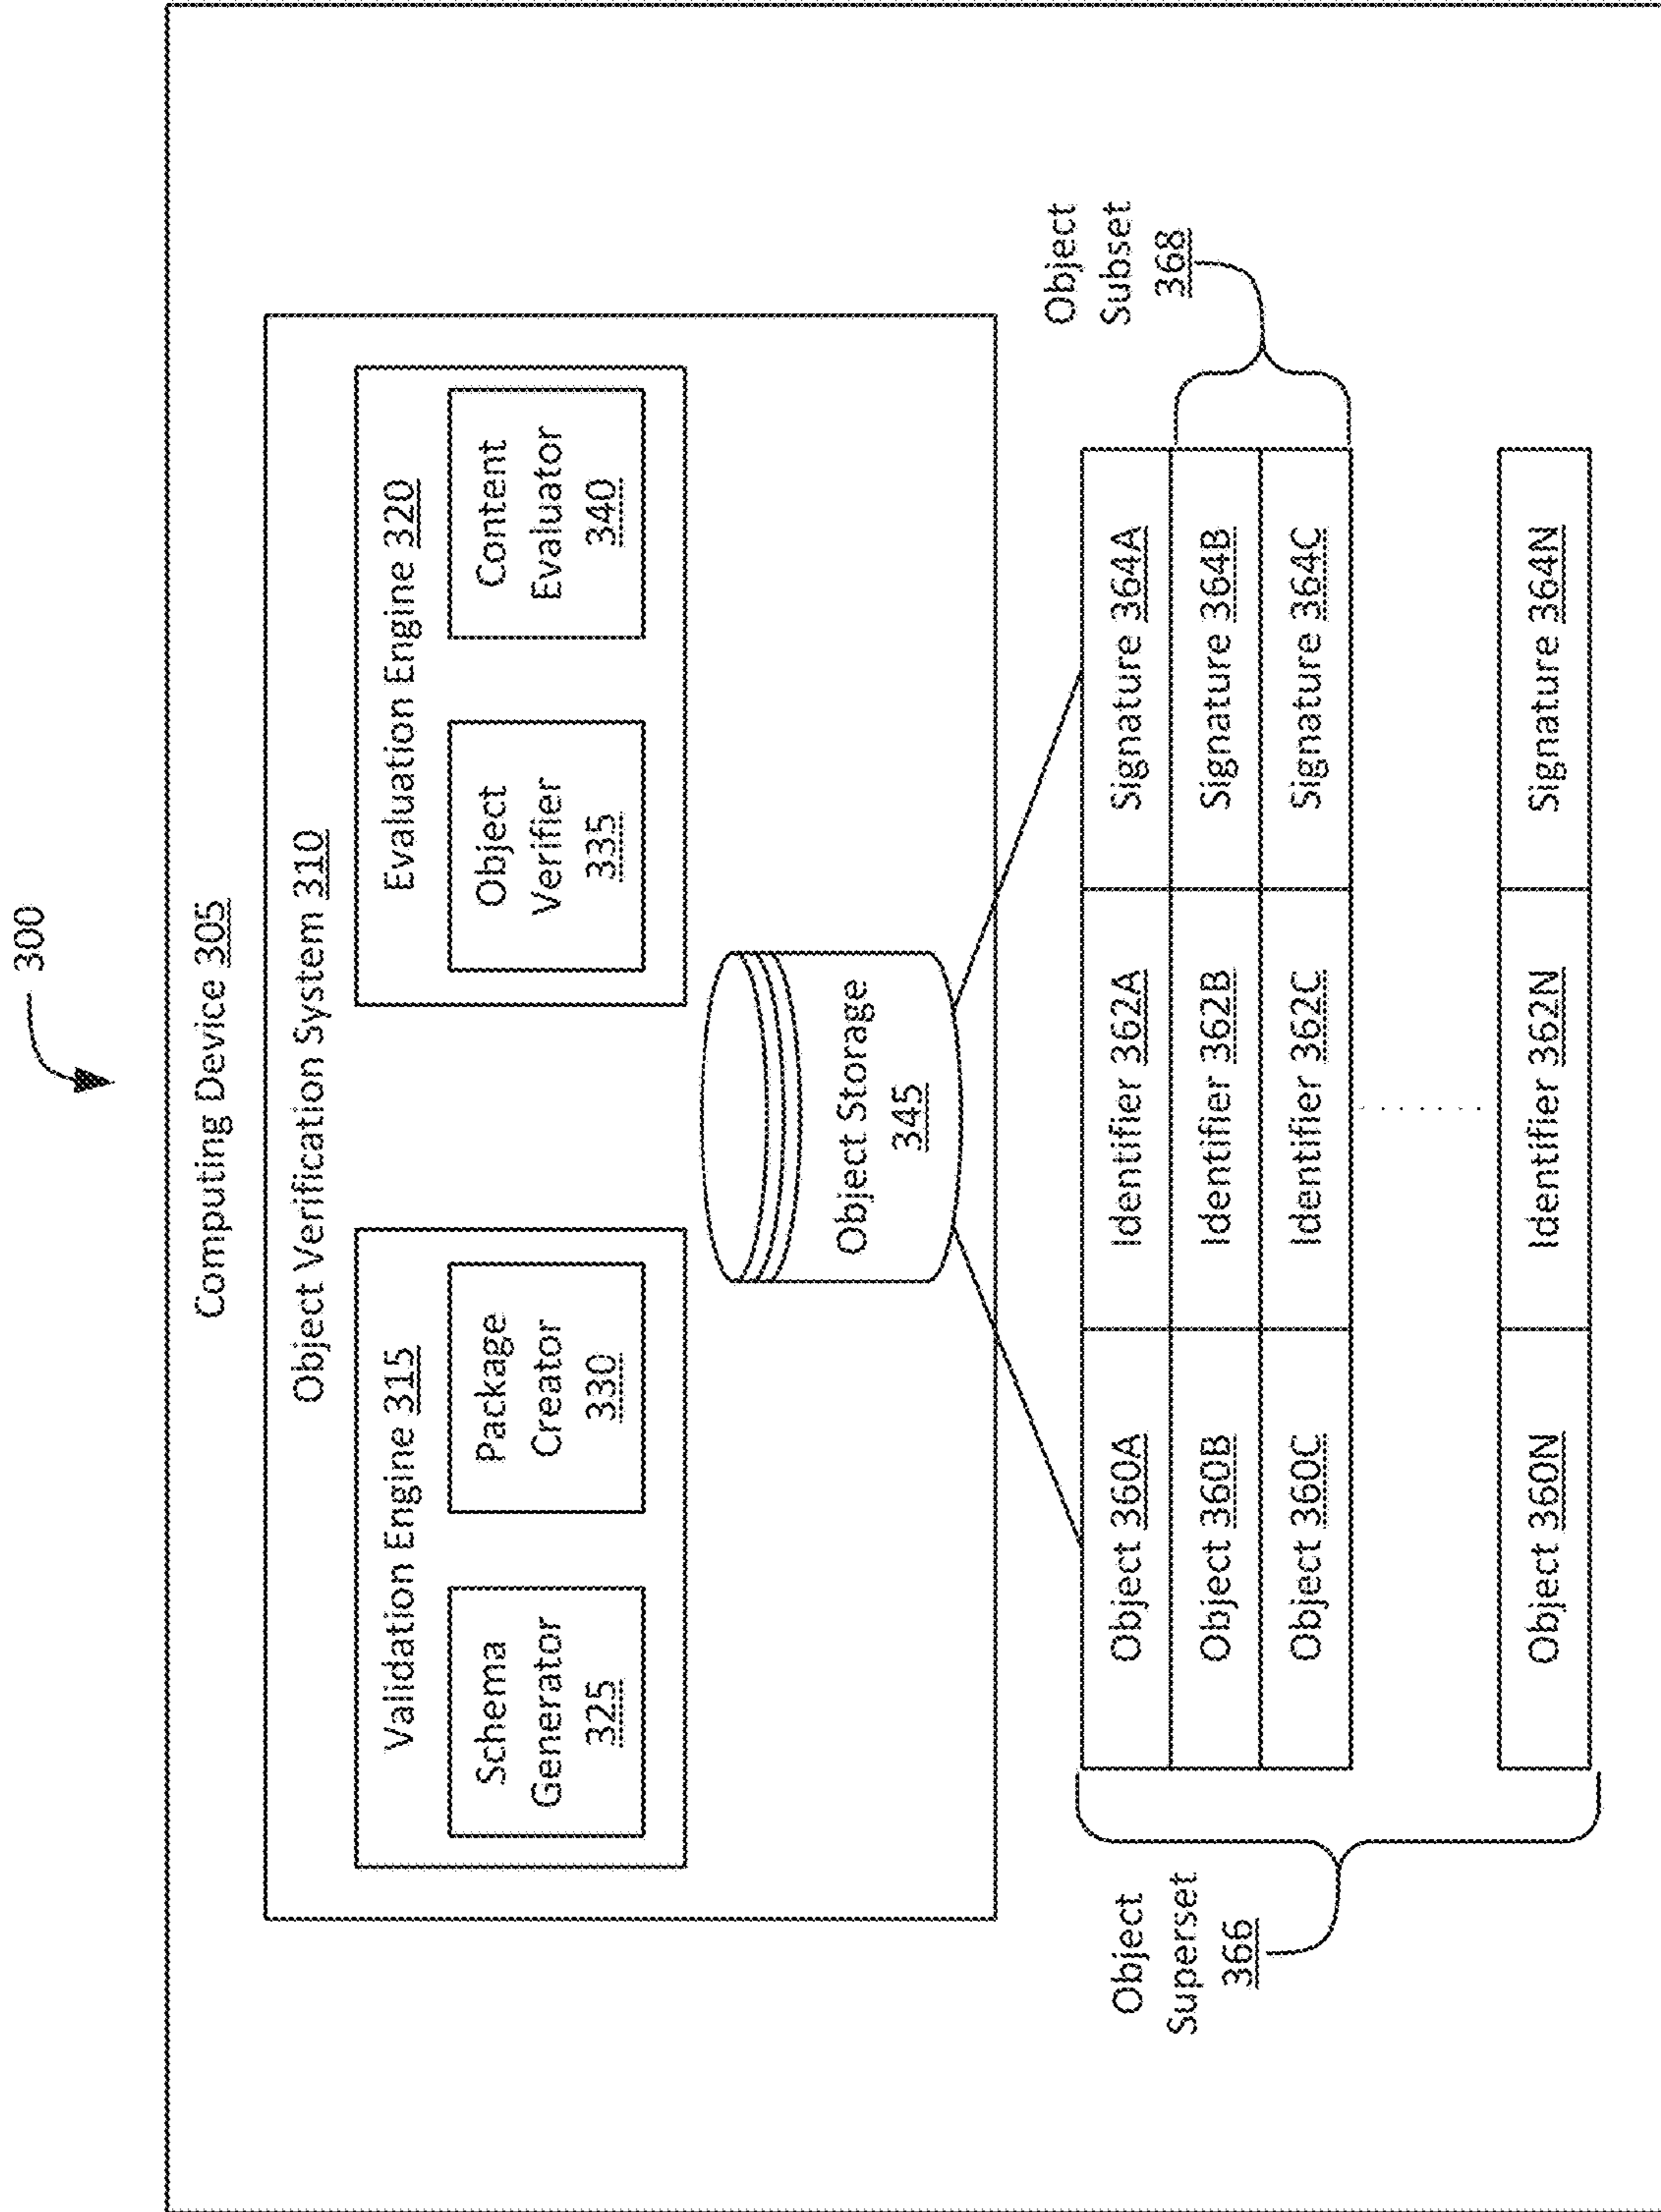 300
Computing Device 305
Object Verification System 310
Validation Engine 315
Schema
Generator
325
Package
Creator
330
Evaluation Engine 320
Object
Verifier
335
Content
Evaluator
340
Object Storage
345
Object
Superset
366
Object
Subset
368
Object 360A Identifier 362A Signature 364A
Object 360B Identifier 362B Signature 364B
Object 360C Identifier 362C Signature 364C
Object 360N Identifier 362N Signature 364N